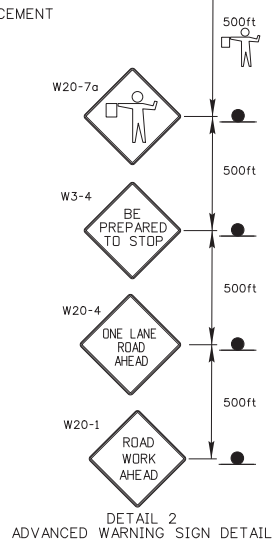 CEMENT
500ft
W20-7a
500ft
W3-4
BE
PREPARED
TO STOP
500ft
W20-4
ONE LANE
ROAD
AHEAD
500ft
W20-1
ROAD
WORK
AHEAD
DETAIL 2
ADVANCED WARNING SIGN DETAIL